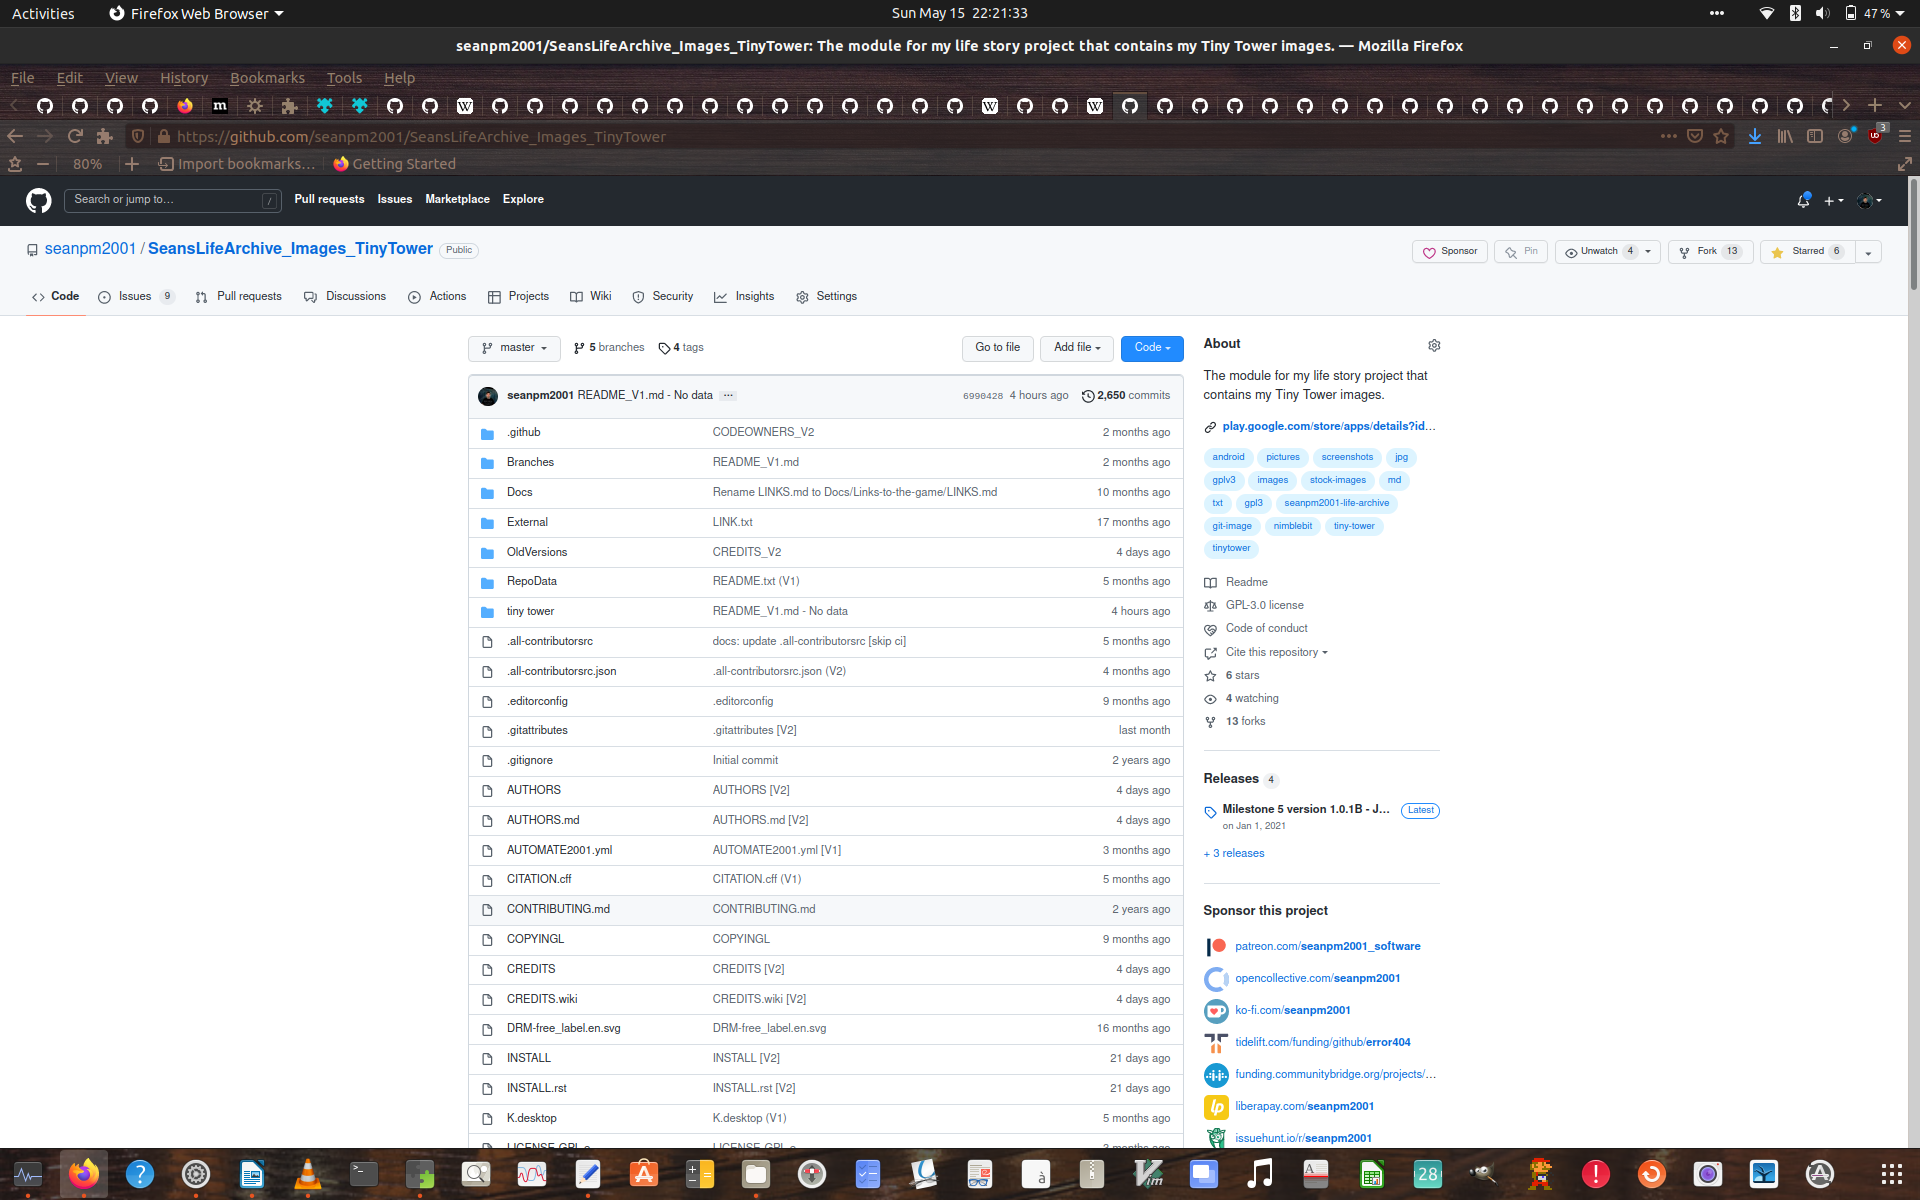 Activities
Firefox Web Browser
Sun May 15 22:21:33
47 %
seanpm2001/SeansLifeArchive_Images_TinyTower: The module for my life story project that contains my Tiny Tower images. — Mozilla Firefox
File Edit View History Bookmarks Tools Help
https://github.com/seanpm2001/SeansLifeArchive_Images_TinyTower
3
80%
Import bookmarks...
Getting Started
Search or jump to...
/
Pull requests Issues Marketplace Explore
seanpm2001 / SeansLifeArchive_Images_TinyTower Public
Sponsor
Pin
Unwatch 4
Fork 13
Starred 6
Code
Issues 9
Pull requests
Discussions
Actions
Projects
Wiki
Security
Insights
Settings
master
5 branches
4 tags
Go to file
Add file
Code
seanpm2001 README_V1.md - No data ... 6990428 4 hours ago 2,650 commits
.github CODEOWNERS_V2 2 months ago
Branches README_V1.md 2 months ago
Docs Rename LINKS.md to Docs/Links-to-the-game/LINKS.md 10 months ago
External LINK.txt 17 months ago
OldVersions CREDITS_V2 4 days ago
RepoData README.txt (V1) 5 months ago
tiny tower README_V1.md - No data 4 hours ago
.all-contributorsrc docs: update .all-contributorsrc [skip ci] 5 months ago
.all-contributorsrc.json .all-contributorsrc.json (V2) 4 months ago
.editorconfig .editorconfig 9 months ago
.gitattributes .gitattributes [V2] last month
.gitignore Initial commit 2 years ago
AUTHORS AUTHORS [V2] 4 days ago
AUTHORS.md AUTHORS.md [V2] 4 days ago
AUTOMATE2001.yml AUTOMATE2001.yml [V1] 3 months ago
CITATION.cff CITATION.cff (V1) 5 months ago
CONTRIBUTING.md CONTRIBUTING.md 2 years ago
COPYINGL COPYINGL 9 months ago
CREDITS CREDITS [V2] 4 days ago
CREDITS.wiki CREDITS.wiki [V2] 4 days ago
DRM-free_label.en.svg DRM-free_label.en.svg 16 months ago
INSTALL INSTALL [V2] 21 days ago
INSTALL.rst INSTALL.rst [V2] 21 days ago
K.desktop K.desktop (V1) 5 months ago
About
The module for my life story project that
contains my Tiny Tower images.
play.google.com/store/apps/details?id...
android pictures screenshots jpg
gplv3 images stock-images md
txt gpl3 seanpm2001-life-archive
git-image nimblebit tiny-tower
tinytower
Readme
GPL-3.0 license
Code of conduct
Cite this repository
6 stars
4 watching
13 forks
Releases 4
Milestone 5 version 1.0.1B - J... Latest
on Jan 1, 2021
+ 3 releases
Sponsor this project
patreon.com/seanpm2001_software
opencollective.com/seanpm2001
ko-fi.com/seanpm2001
tidelift.com/funding/github/error404
funding.communitybridge.org/projects/...
liberapay.com/seanpm2001
issuehunt.io/r/seanpm2001
28